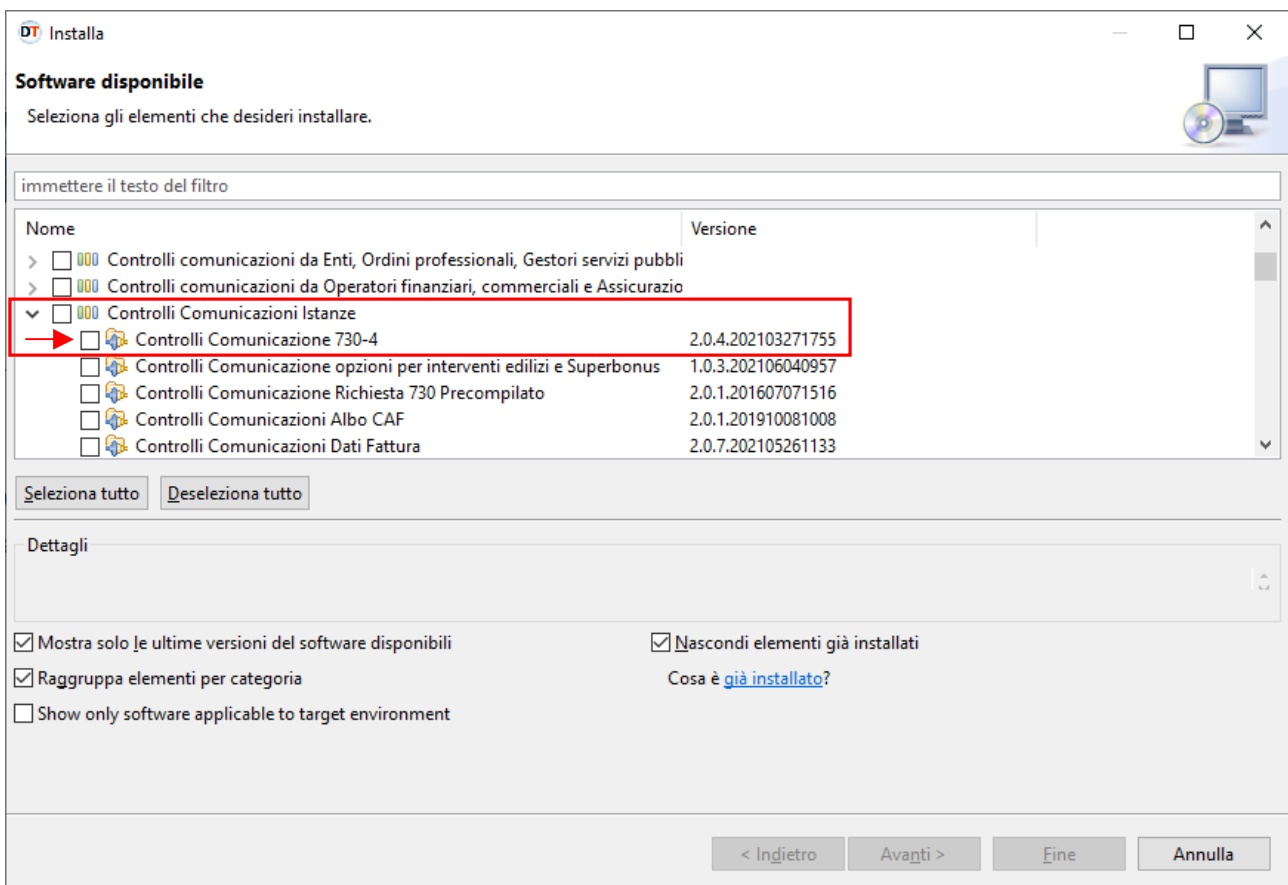 DT Installa
Software disponibile
Seleziona gli elementi che desideri installare.
immettere il testo del filtro
Nome Versione
Controlli comunicazioni da Enti, Ordini professionali, Gestori servizi pubbli
Controlli comunicazioni da Operatori finanziari, commerciali e Assicurazio
Controlli Comunicazioni Istanze
Controlli Comunicazione 730-4 2.0.4.202103271755
Controlli Comunicazione opzioni per interventi edilizi e Superbonus 1.0.3.202106040957
Controlli Comunicazione Richiesta 730 Precompilato 2.0.1.201607071516
Controlli Comunicazioni Albo CAF 2.0.1.201910081008
Controlli Comunicazioni Dati Fattura 2.0.7.202105261133
Seleziona tutto Deseleziona tutto
Dettagli
Mostra solo le ultime versioni del software disponibili Nascondi elementi già installati
Raggruppa elementi per categoria Cosa è già installato?
Show only software applicable to target environment
< Indietro Avanti > Fine Annulla